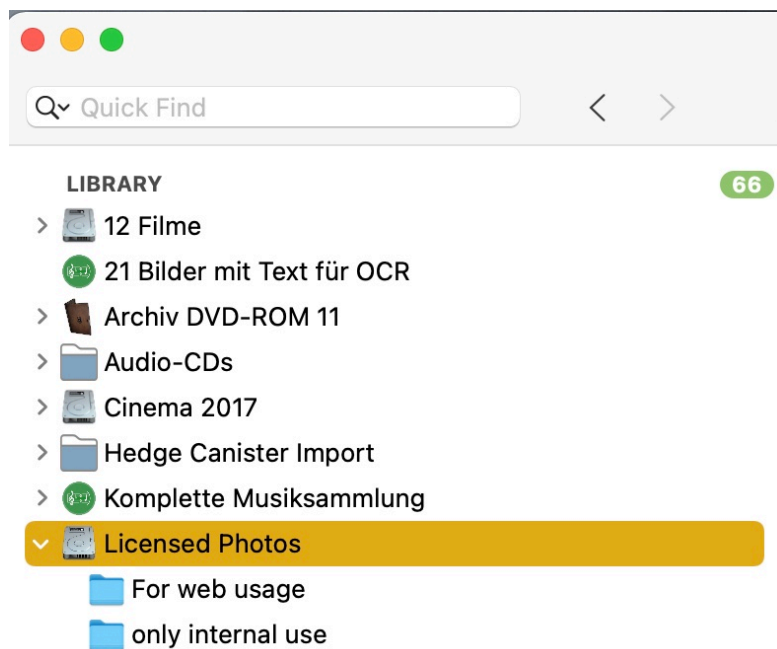 Quick Find
LIBRARY 66
12 Filme
21 Bilder mit Text für OCR
Archiv DVD-ROM 11
Audio-CDs
Cinema 2017
Hedge Canister Import
Komplette Musiksammlung
Licensed Photos
For web usage
only internal use